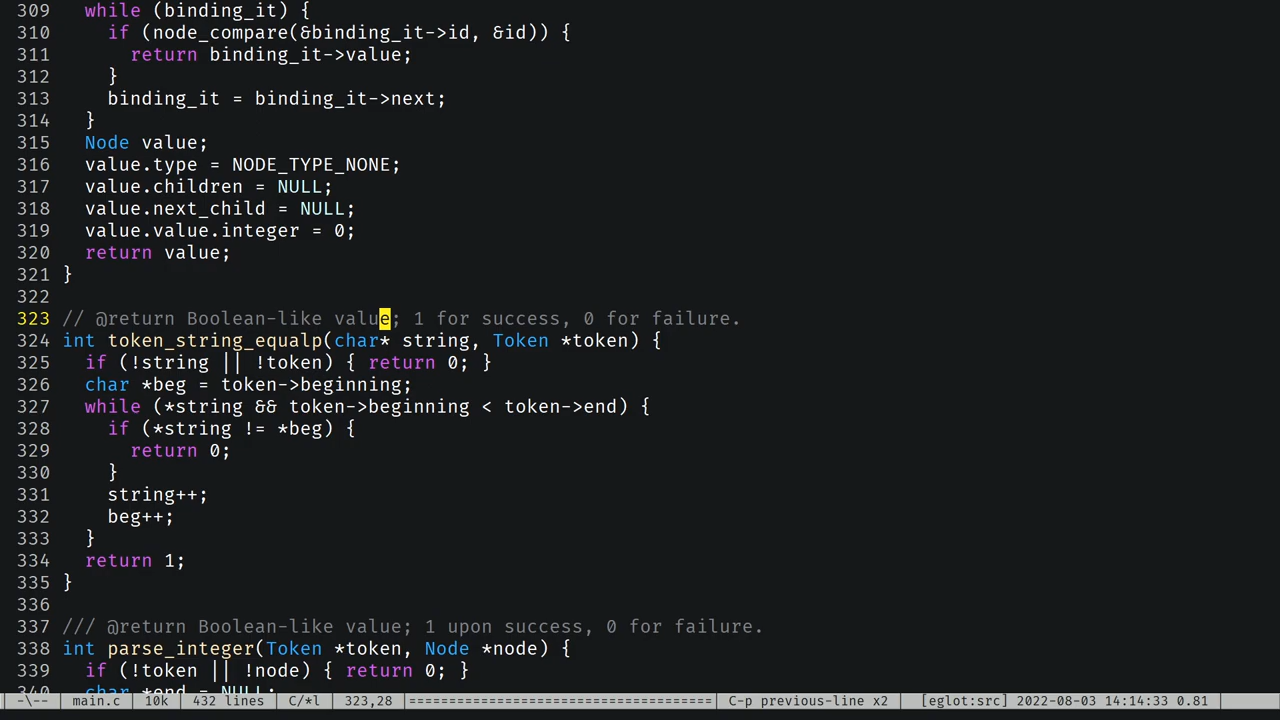 309   while (binding_it) {
310     if (node_compare(&binding_it->id, &id)) {
311       return binding_it->value;
312     }
313     binding_it = binding_it->next;
314   }
315   Node value;
316   value.type = NODE_TYPE_NONE;
317   value.children = NULL;
318   value.next_child = NULL;
319   value.value.integer = 0;
320   return value;
321 }
322
323 // @return Boolean-like value; 1 for success, 0 for failure.
324 int token_string_equalp(char* string, Token *token) {
325   if (!string || !token) { return 0; }
326   char *beg = token->beginning;
327   while (*string && token->beginning < token->end) {
328     if (*string != *beg) {
329       return 0;
330     }
331     string++;
332     beg++;
333   }
334   return 1;
335 }
336
337 /// @return Boolean-like value; 1 upon success, 0 for failure.
338 int parse_integer(Token *token, Node *node) {
339   if (!token || !node) { return 0; }
340   char *end = NULL;
-\-- main.c 10k 432 lines C/*l 323,28 ==================================== C-p previous-line x2 [eglot:src] 2022-08-03 14:14:33 0.81